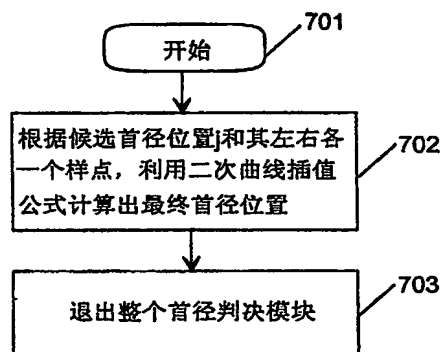 开始
701
根据候选首径位置j和其左右各
一个样点，利用二次曲线插值
公式计算出最终首径位置
702
退出整个首径判决模块
703